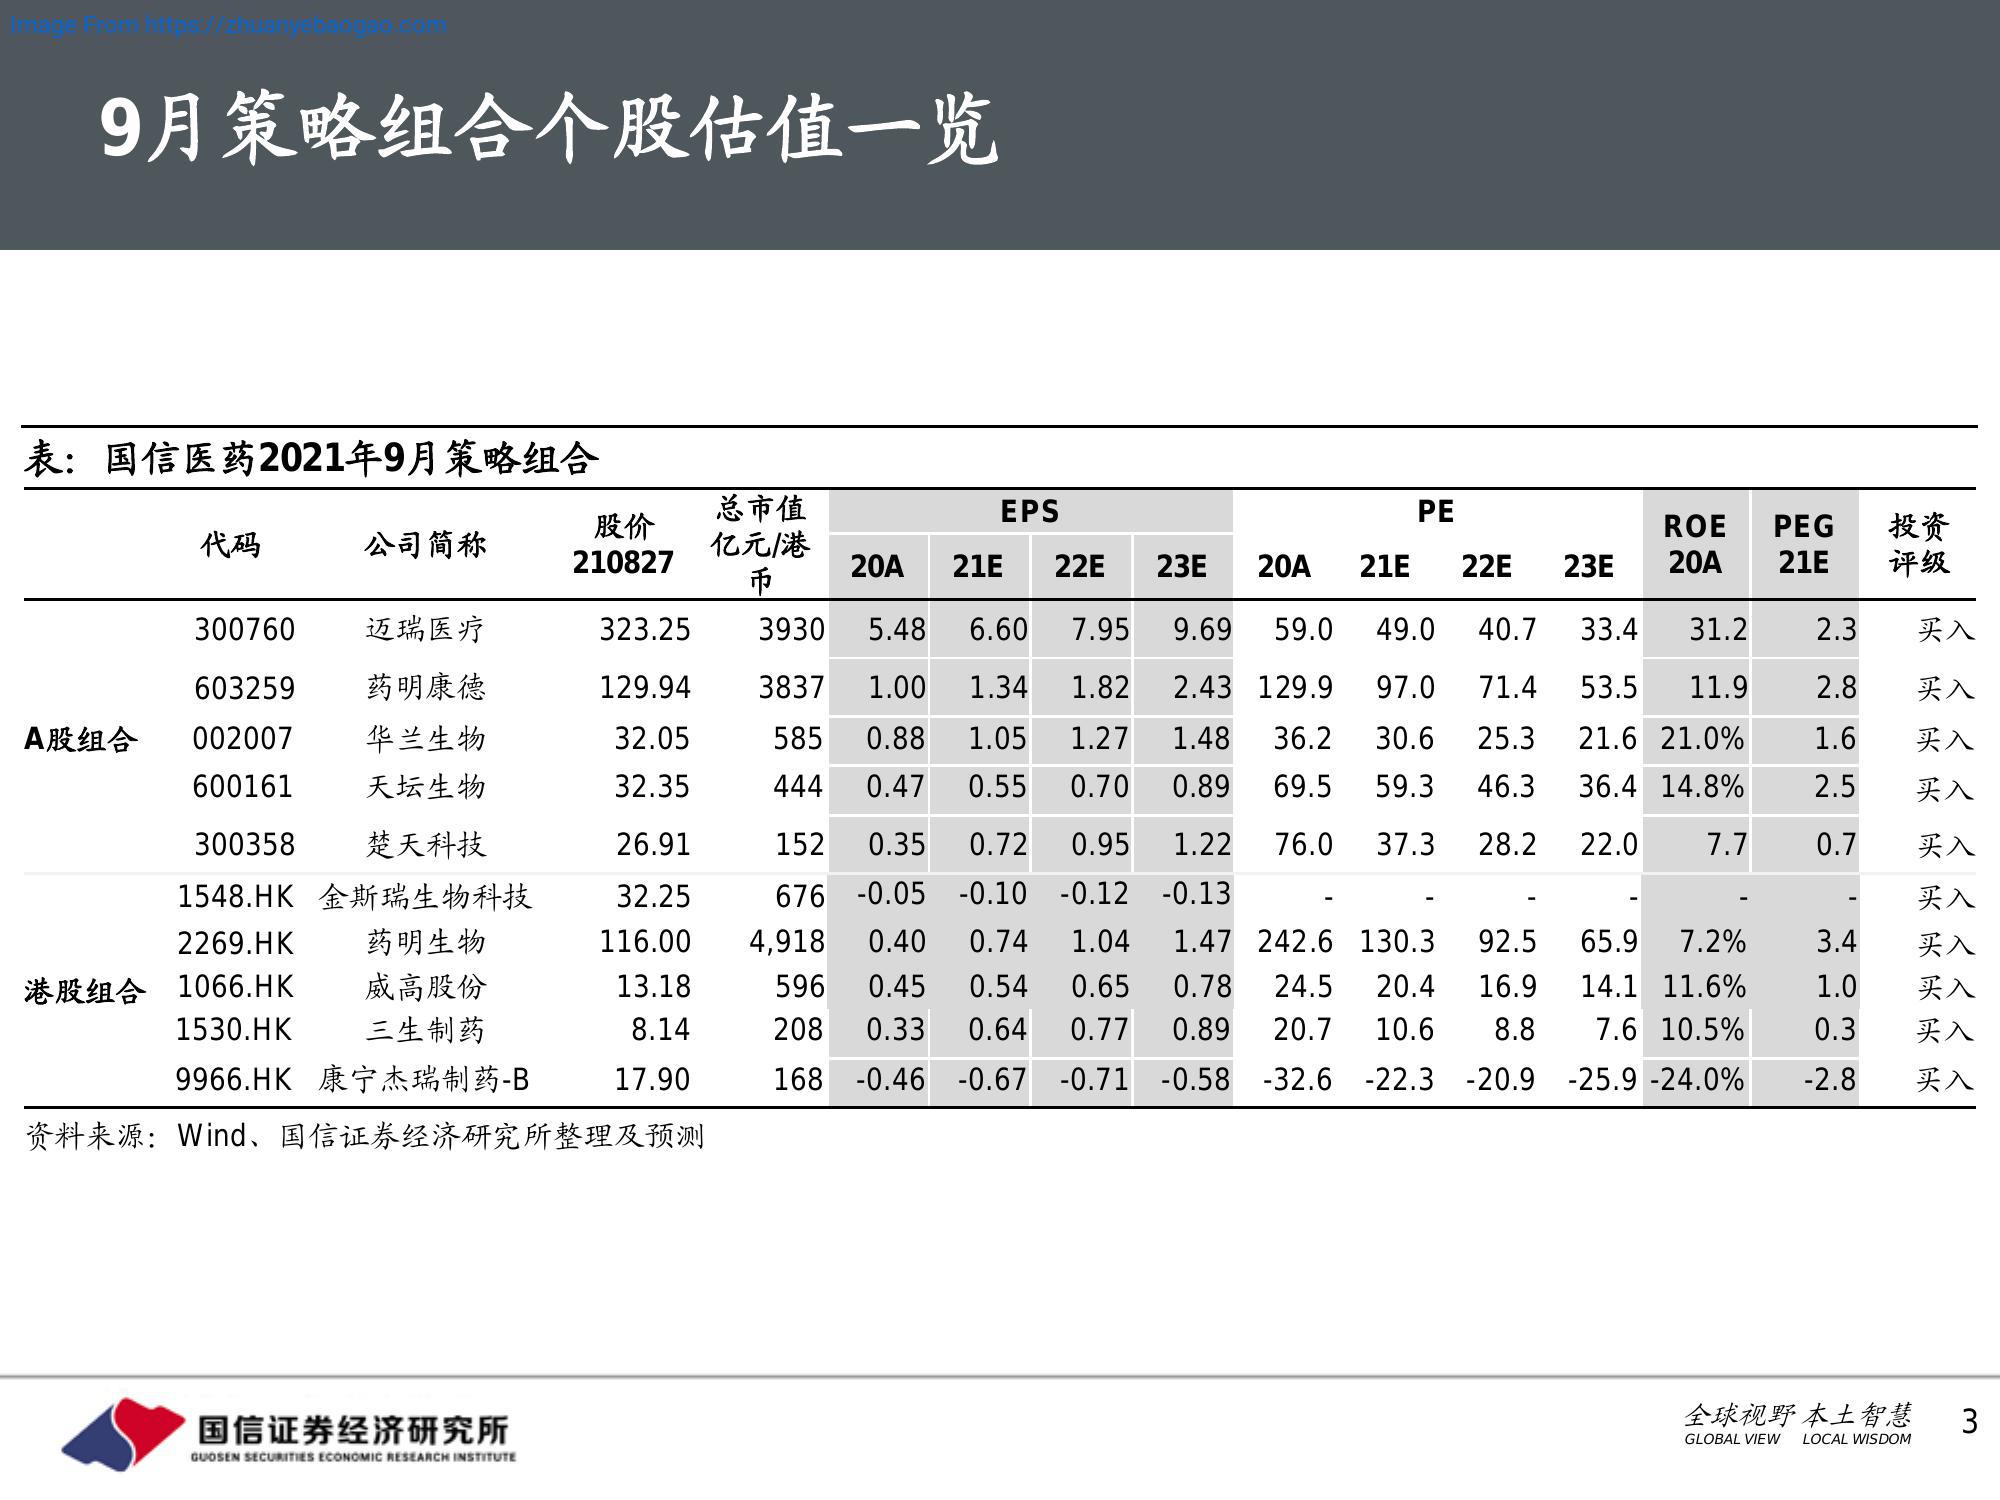 Image From https://zhuanyebaogao.com
9月策略组合个股估值一览
表： 国信医药2021年9月策略组合
代码 公司简称 股价 210827 总市值 亿元/港币 EPS PE ROE 20A PEG 21E 投资评级
20A 21E 22E 23E 20A 21E 22E 23E
A股组合
300760 迈瑞医疗 323.25 3930 5.48 6.60 7.95 9.69 59.0 49.0 40.7 33.4 31.2 2.3 买入
603259 药明康德 129.94 3837 1.00 1.34 1.82 2.43 129.9 97.0 71.4 53.5 11.9 2.8 买入
002007 华兰生物 32.05 585 0.88 1.05 1.27 1.48 36.2 30.6 25.3 21.6 21.0% 1.6 买入
600161 天坛生物 32.35 444 0.47 0.55 0.70 0.89 69.5 59.3 46.3 36.4 14.8% 2.5 买入
300358 楚天科技 26.91 152 0.35 0.72 0.95 1.22 76.0 37.3 28.2 22.0 7.7 0.7 买入
港股组合
1548.HK 金斯瑞生物科技 32.25 676 -0.05 -0.10 -0.12 -0.13 - - - - - - 买入
2269.HK 药明生物 116.00 4,918 0.40 0.74 1.04 1.47 242.6 130.3 92.5 65.9 7.2% 3.4 买入
1066.HK 威高股份 13.18 596 0.45 0.54 0.65 0.78 24.5 20.4 16.9 14.1 11.6% 1.0 买入
1530.HK 三生制药 8.14 208 0.33 0.64 0.77 0.89 20.7 10.6 8.8 7.6 10.5% 0.3 买入
9966.HK 康宁杰瑞制药-B 17.90 168 -0.46 -0.67 -0.71 -0.58 -32.6 -22.3 -20.9 -25.9 -24.0% -2.8 买入
资料来源：Wind、国信证券经济研究所整理及预测
国信证券经济研究所
GUOSEN SECURITIES ECONOMIC RESEARCH INSTITUTE
全球视野 本土智慧
GLOBAL VIEW LOCAL WISDOM
3